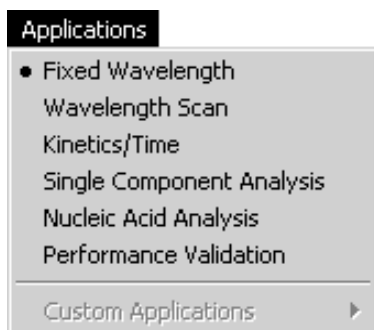 Applications
Fixed Wavelength
Wavelength Scan
Kinetics/Time
Single Component Analysis
Nucleic Acid Analysis
Performance Validation
Custom Applications